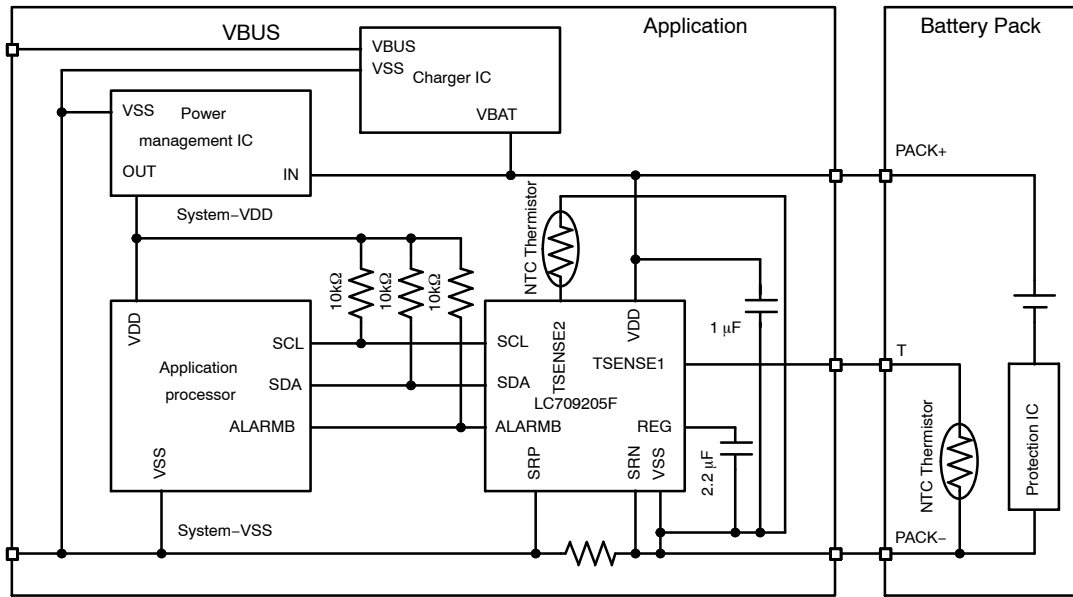 VBUS
Application
Battery Pack
VBUS
VSS
Charger IC
VBAT
VSS
Power
management IC
OUT
IN
PACK+
System−VDD
NTC Thermistor
10kΩ
10kΩ
10kΩ
1 μF
VDD
SCL
SDA
ALARMB
Application
processor
VSS
TSENSE2
VDD
SCL
TSENSE1
SDA
LC709205F
ALARMB
REG
SRP
SRN
VSS
2.2 μF
T
NTC Thermistor
Protection IC
System−VSS
PACK−